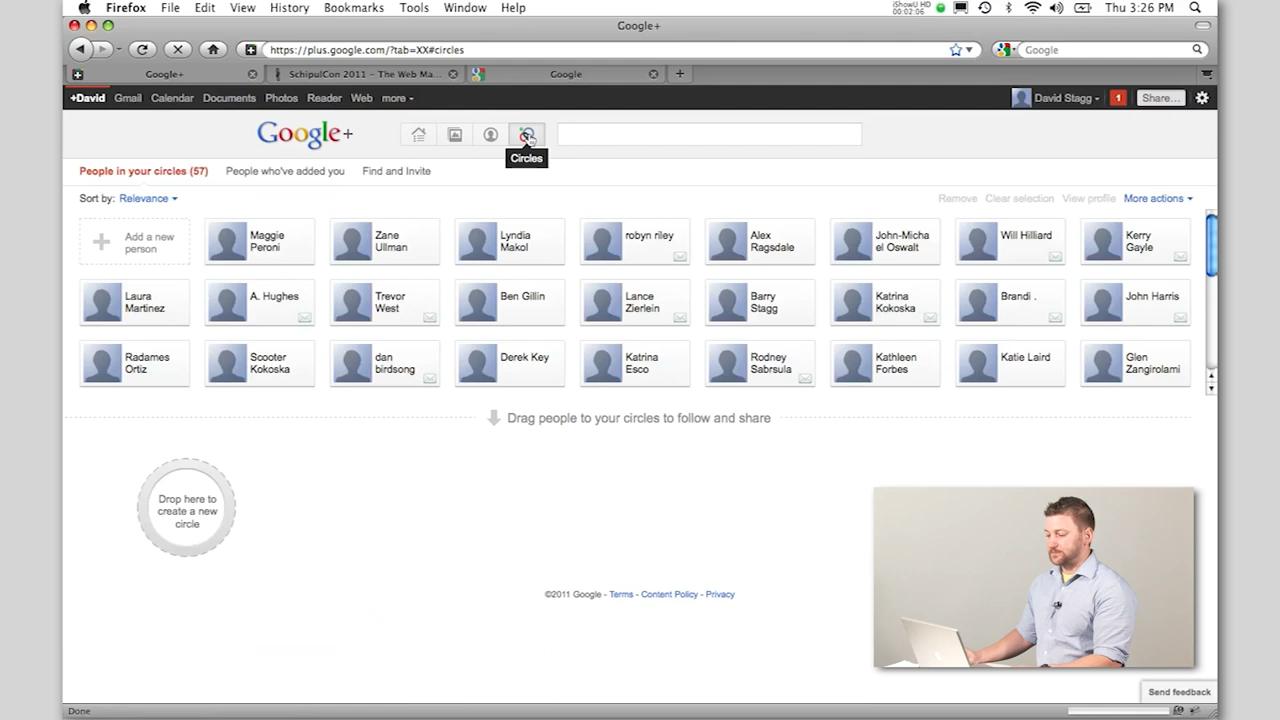 Firefox File Edit View History Bookmarks Tools Window Help
iShowU HD
00:02:06
Thu 3:26 PM
Google+
https://plus.google.com/?tab=XX#circles
Google
Google+
SchipulCon 2011 – The Web Ma...
Google
+David Gmail Calendar Documents Photos Reader Web more
David Stagg 1 Share...
Google+
Circles
People in your circles (57) People who've added you Find and Invite
Sort by: Relevance
Remove Clear selection View profile More actions
Add a new person
Maggie Peroni
Zane Ullman
Lyndia Makol
robyn riley
Alex Ragsdale
John-Micha el Oswalt
Will Hilliard
Kerry Gayle
Laura Martinez
A. Hughes
Trevor West
Ben Gillin
Lance Zierlein
Barry Stagg
Katrina Kokoska
Brandi .
John Harris
Radames Ortiz
Scooter Kokoska
dan birdsong
Derek Key
Katrina Esco
Rodney Sabrsula
Kathleen Forbes
Katie Laird
Glen Zangirolami
Drag people to your circles to follow and share
Drop here to
create a new
circle
©2011 Google - Terms - Content Policy - Privacy
Send feedback
Done